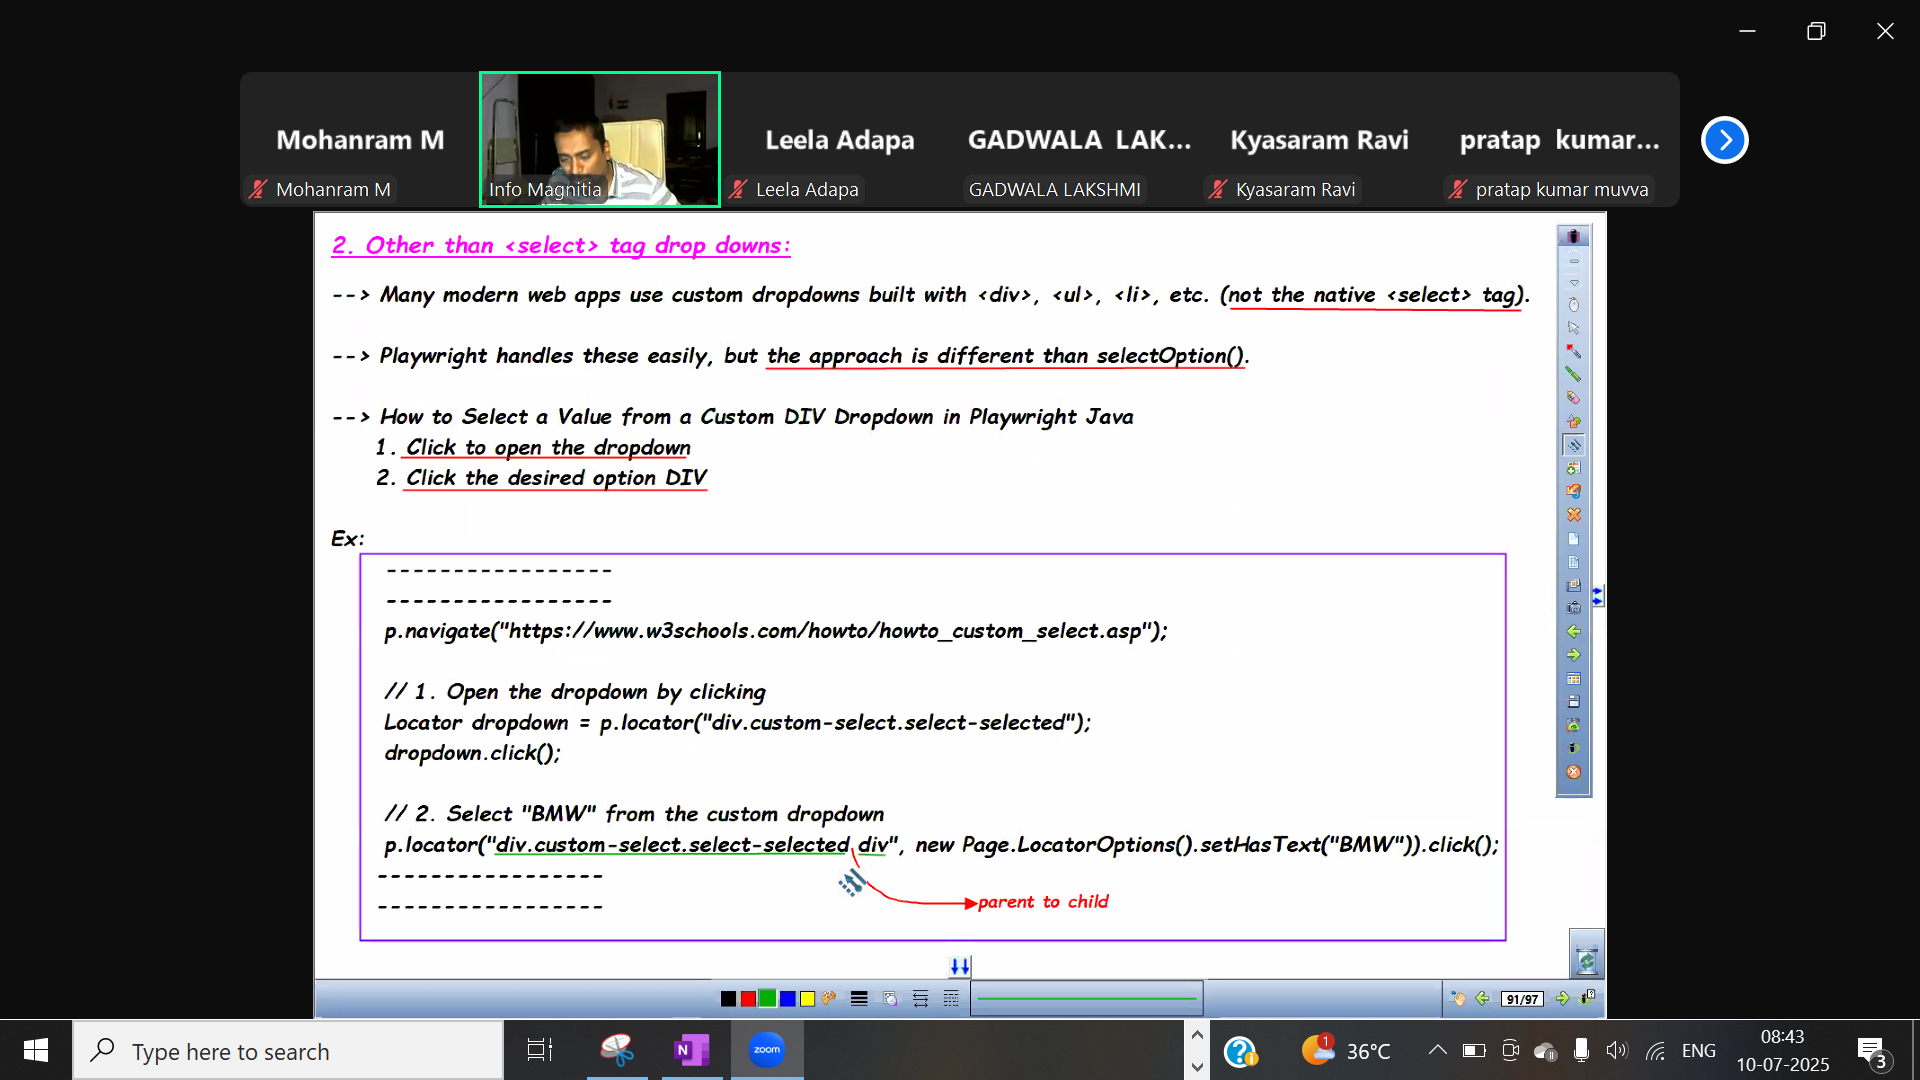 Mohanram M
Leela Adapa
GADWALA LAK...
Kyasaram Ravi
pratap kumar...
Mohanram M
Info Magnitia
Leela Adapa
GADWALA LAKSHMI
Kyasaram Ravi
pratap kumar muvva
2. Other than <select> tag drop downs:
--> Many modern web apps use custom dropdowns built with <div>, <ul>, <li>, etc. (not the native <select> tag).
--> Playwright handles these easily, but the approach is different than selectOption().
--> How to Select a Value from a Custom DIV Dropdown in Playwright Java
1. Click to open the dropdown
2. Click the desired option DIV
Ex:
-----------------
-----------------
p.navigate("https://www.w3schools.com/howto/howto_custom_select.asp");
// 1. Open the dropdown by clicking
Locator dropdown = p.locator("div.custom-select.select-selected");
dropdown.click();
// 2. Select "BMW" from the custom dropdown
p.locator("div.custom-select.select-selected div", new Page.LocatorOptions().setHasText("BMW")).click();
-----------------
parent to child
-----------------
91/97
Type here to search
N
zoom
1
36°C
ENG
08:43
10-07-2025
3